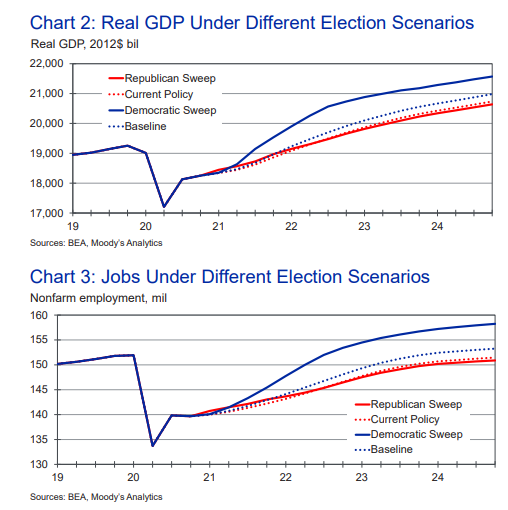 Chart 2: Real GDP Under Different Election Scenarios
Real GDP, 2012$ bil
22,000
21,000
20,000
19,000
18,000
17,000
Republican Sweep
Current Policy
Democratic Sweep
Baseline
19 20 21 22 23 24
Sources: BEA, Moody's Analytics
Chart 3: Jobs Under Different Election Scenarios
Nonfarm employment, mil
160
155
150
145
140
135
130
Republican Sweep
Current Policy
Democratic Sweep
Baseline
19 20 21 22 23 24
Sources: BEA, Moody's Analytics